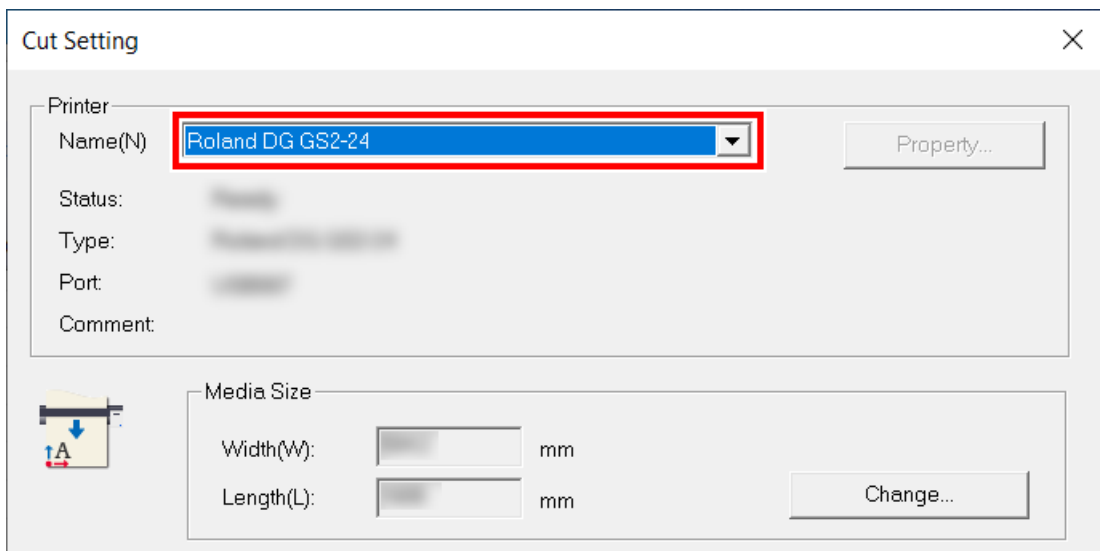 Cut Setting
Printer
Name(N) Roland DG GS2-24 Property...
Status:
Type:
Port:
Comment:
Media Size
A
Width(W): mm
Length(L): mm
Change...